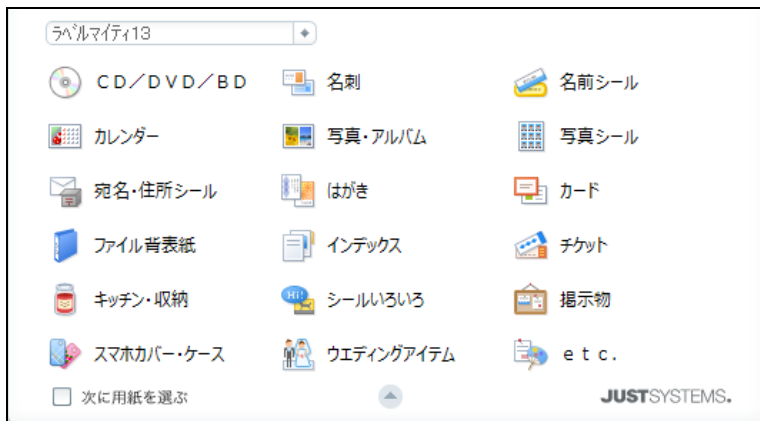 ラベルマイティ13
CD/DVD/BD 名刺 名前シール
カレンダー 写真・アルバム 写真シール
宛名・住所シール はがき カード
ファイル背表紙 インデックス チケット
キッチン・収納 Hi! シールいろいろ 掲示物
スマホカバー・ケース ウエディングアイテム etc.
次に用紙を選ぶ JUSTSYSTEMS.